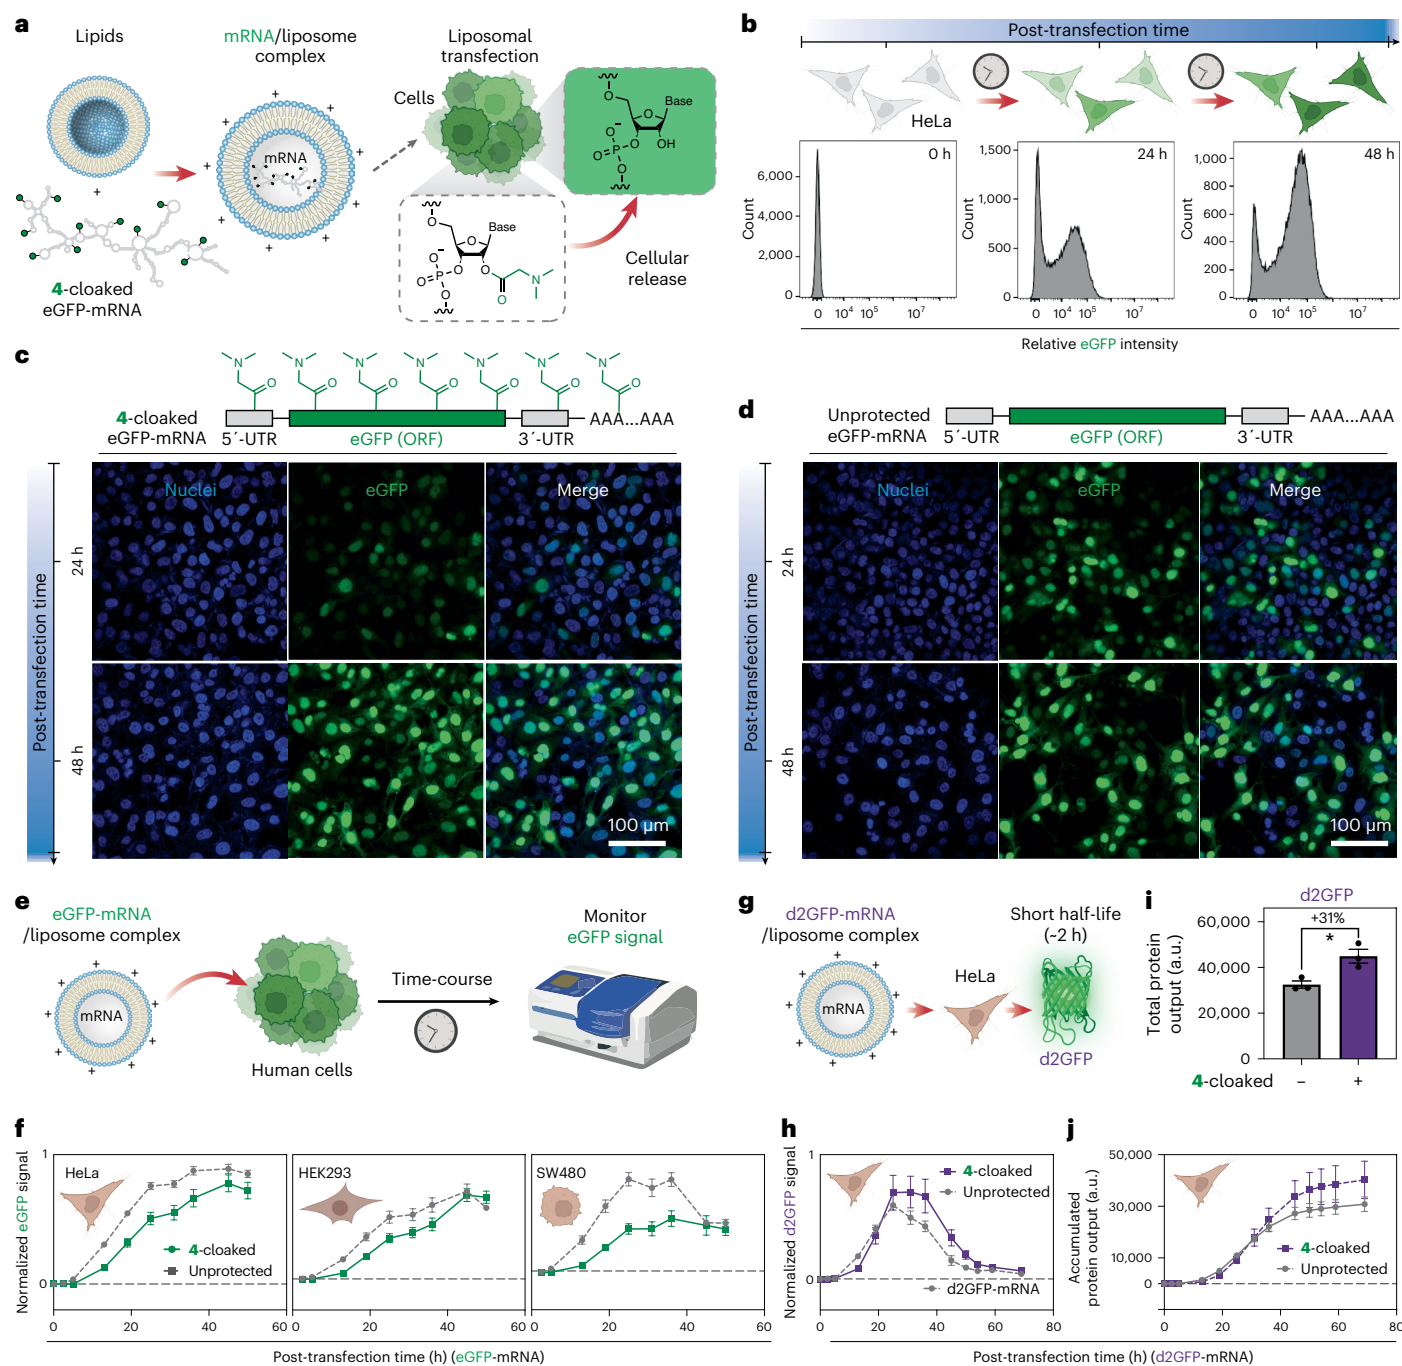 a
Lipids
mRNA/liposome
complex
Liposomal
transfection
Cells
mRNA
4-cloaked
eGFP-mRNA
O
O
Base
O⁻
O
P
O
O
OH
O
O
Base
O⁻
O
P
O
O
O
O
N
Cellular
release
b
Post-transfection time
HeLa
0 h
24 h
48 h
Count
6,000
4,000
2,000
0
0 10⁴ 10⁵ 10⁷
Count
1,500
1,000
500
0
0 10⁴ 10⁵ 10⁷
Count
1,000
800
600
400
200
0
0 10⁴ 10⁵ 10⁷
Relative eGFP intensity
c
N N N N N N N
O O O O O O O
4-cloaked
eGFP-mRNA
5´-UTR
eGFP (ORF)
3´-UTR
AAA...AAA
Post-transfection time
24 h
48 h
Nuclei
eGFP
Merge
100 µm
d
Unprotected
eGFP-mRNA
5´-UTR
eGFP (ORF)
3´-UTR
AAA...AAA
Post-transfection time
24 h
48 h
Nuclei
eGFP
Merge
100 µm
e
eGFP-mRNA
/liposome complex
mRNA
Human cells
Time-course
Monitor
eGFP signal
g
d2GFP-mRNA
/liposome complex
mRNA
HeLa
Short half-life
(~2 h)
d2GFP
i
d2GFP
+31%
*
Total protein
output (a.u.)
60,000
40,000
20,000
0
4-cloaked – +
f
Normalized eGFP signal
1
0
HeLa
4-cloaked
Unprotected
0 20 40 60
HEK293
20 40 60
SW480
0 20 40 60
Post-transfection time (h) (eGFP-mRNA)
h
Normalized d2GFP signal
1
0
4-cloaked
Unprotected
d2GFP-mRNA
0 20 40 60 80
j
Accumulated
protein output (a.u.)
50,000
30,000
10,000
0
4-cloaked
Unprotected
0 20 40 60 80
Post-transfection time (h) (d2GFP-mRNA)